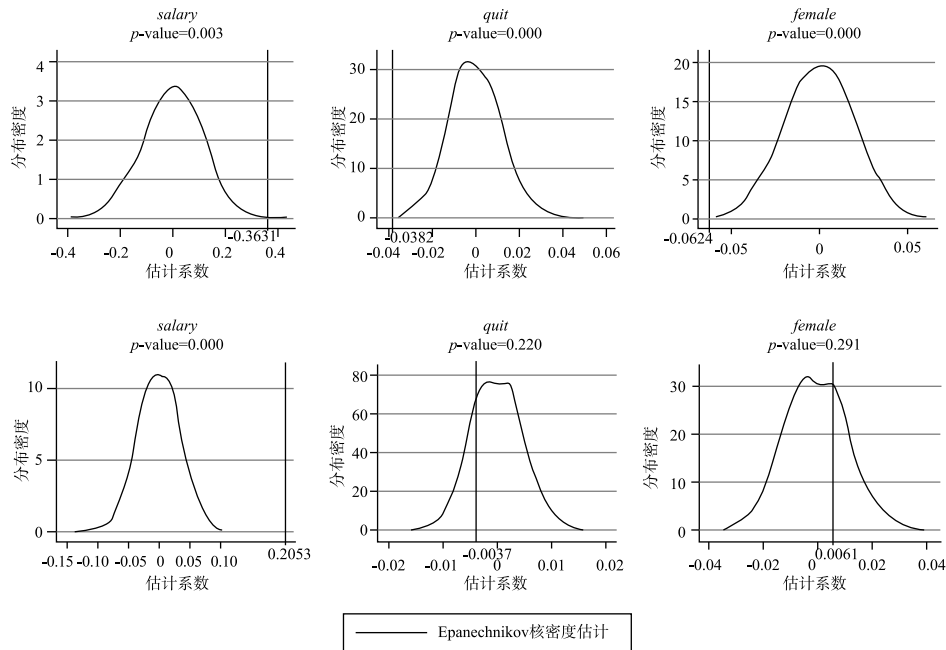 salary
p-value=0.003
分布密度
4
3
2
1
0
-0.3631
-0.4 -0.2 0 0.2 0.4
估计系数
quit
p-value=0.000
分布密度
30
20
10
0
-0.0382
-0.04 -0.02 0 0.02 0.04 0.06
估计系数
female
p-value=0.000
分布密度
20
15
10
5
0
-0.0624
-0.05 0 0.05
估计系数
salary
p-value=0.000
分布密度
10
5
0
-0.15 -0.10 -0.05 0 0.05 0.10 0.2053
估计系数
quit
p-value=0.220
分布密度
80
60
40
20
0
-0.0037
-0.02 -0.01 0 0.01 0.02
估计系数
female
p-value=0.291
分布密度
30
20
10
0
0.0061
-0.04 -0.02 0 0.02 0.04
估计系数
Epanechnikov核密度估计